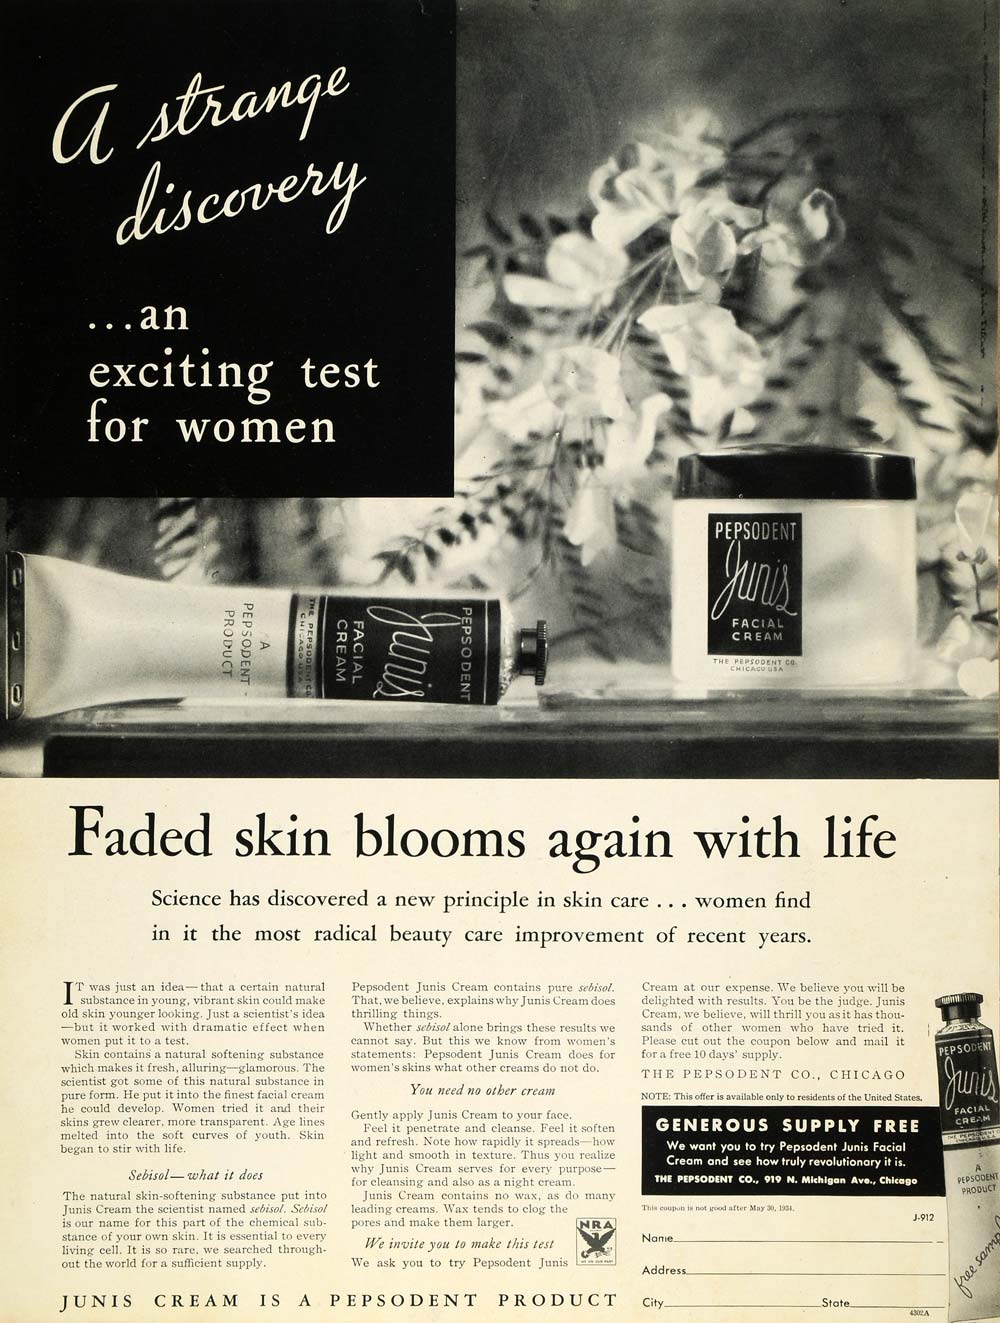 A strange
discovery
...an
exciting test
for women
PEPSODENT
Junis
FACIAL
CREAM
THE PEPSODENT CO.
CHICAGO USA
A
PEPSODENT
PRODUCT
THE PEPSODENT CO.
CHICAGO USA
PEPSODENT
Junis
FACIAL
CREAM
Faded skin blooms again with life
Science has discovered a new principle in skin care . . . women find
in it the most radical beauty care improvement of recent years.
IT was just an idea—that a certain natural
substance in young, vibrant skin could make
old skin younger looking. Just a scientist's idea
—but it worked with dramatic effect when
women put it to a test.
Skin contains a natural softening substance
which makes it fresh, alluring—glamorous. The
scientist got some of this natural substance in
pure form. He put it into the finest facial cream
he could develop. Women tried it and their
skins grew clearer, more transparent. Age lines
melted into the soft curves of youth. Skin
began to stir with life.
Sebisol—what it does
The natural skin-softening substance put into
Junis Cream the scientist named sebisol. Sebisol
is our name for this part of the chemical sub-
stance of your own skin. It is essential to every
living cell. It is so rare, we searched through-
out the world for a sufficient supply.
Pepsodent Junis Cream contains pure sebisol.
That, we believe, explains why Junis Cream does
thrilling things.
Whether sebisol alone brings these results we
cannot say. But this we know from women's
statements: Pepsodent Junis Cream does for
women's skins what other creams do not do.
You need no other cream
Gently apply Junis Cream to your face.
Feel it penetrate and cleanse. Feel it soften
and refresh. Note how rapidly it spreads—how
light and smooth in texture. Thus you realize
why Junis Cream serves for every purpose—
for cleansing and also as a night cream.
Junis Cream contains no wax, as do many
leading creams. Wax tends to clog the
pores and make them larger.
We invite you to make this test
We ask you to try Pepsodent Junis
NRA
WE DO OUR PART
Cream at our expense. We believe you will be
delighted with results. You be the judge. Junis
Cream, we believe, will thrill you as it has thou-
sands of other women who have tried it.
Please cut out the coupon below and mail it
for a free 10 days' supply.
THE PEPSODENT CO., CHICAGO
NOTE: This offer is available only to residents of the United States.
GENEROUS SUPPLY FREE
We want you to try Pepsodent Junis Facial
Cream and see how truly revolutionary it is.
THE PEPSODENT CO., 919 N. Michigan Ave., Chicago
This coupon is not good after May 30, 1934.
J-912
Name
Address
City State
4302A
PEPSODENT
Junis
FACIAL
CREAM
THE PEPSODENT CO.
CHICAGO USA
A
PEPSODENT
PRODUCT
free sample
JUNIS CREAM IS A PEPSODENT PRODUCT